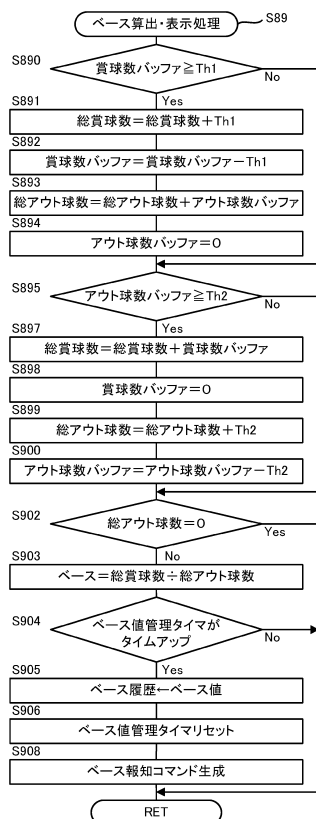 ベース算出・表示処理
S89
S890
賞球数バッファ≧Th1
No
Yes
S891
総賞球数=総賞球数+Th1
S892
賞球数バッファ=賞球数バッファ-Th1
S893
総アウト球数=総アウト球数+アウト球数バッファ
S894
アウト球数バッファ=0
S895
アウト球数バッファ≧Th2
No
Yes
S897
総賞球数=総賞球数+賞球数バッファ
S898
賞球数バッファ=0
S899
総アウト球数=総アウト球数+Th2
S900
アウト球数バッファ=アウト球数バッファ-Th2
S902
総アウト球数=0
Yes
No
S903
ベース=総賞球数÷総アウト球数
S904
ベース値管理タイマが
タイムアップ
No
Yes
S905
ベース履歴←ベース値
S906
ベース値管理タイマリセット
S908
ベース報知コマンド生成
RET